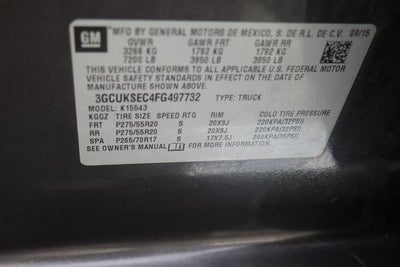 GM
MFD BY GENERAL MOTORS DE MEXICO, S. DE R.L. DE C.V. 09/15
GVWR GAWR FRT GAWR RR
3266 KG 1792 KG 1792 KG
7200 LB 3950 LB 3950 LB
THIS VEHICLE CONFORMS TO ALL APPLICABLE U.S. FEDERAL MOTOR
VEHICLE SAFETY STANDARDS IN EFFECT ON THE DATE OF
MANUFACTURE SHOWN ABOVE.
3GCUKSEC4FG497732 TYPE: TRUCK
MODEL: K15543
KGGZ TIRE SIZE SPEED RTG RIM COLD TIRE PRESSURE
FRT P275/55R20 S 20X9J 220KPA(32PSI)
RR P275/55R20 S 20X9J 220KPA(32PSI)
SPA P265/70R17 S 17X7.5J 240KPA(35PSI)
SEE OWNER'S MANUAL FOR ADDITIONAL INFORMATION